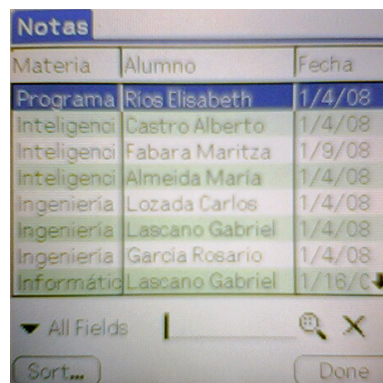 Notas
Materia Alumno Fecha
Programa Ríos Elisabeth 1/4/08
Inteligenci Castro Alberto 1/4/08
Inteligenci Fabara Maritza 1/9/08
Inteligenci Almeida María 1/4/08
Ingeniería Lozada Carlos 1/4/08
Ingeniería Lascano Gabriel 1/4/08
Ingeniería García Rosario 1/4/08
Informátic Lascano Gabriel 1/16/0
All Fields
Sort... Done